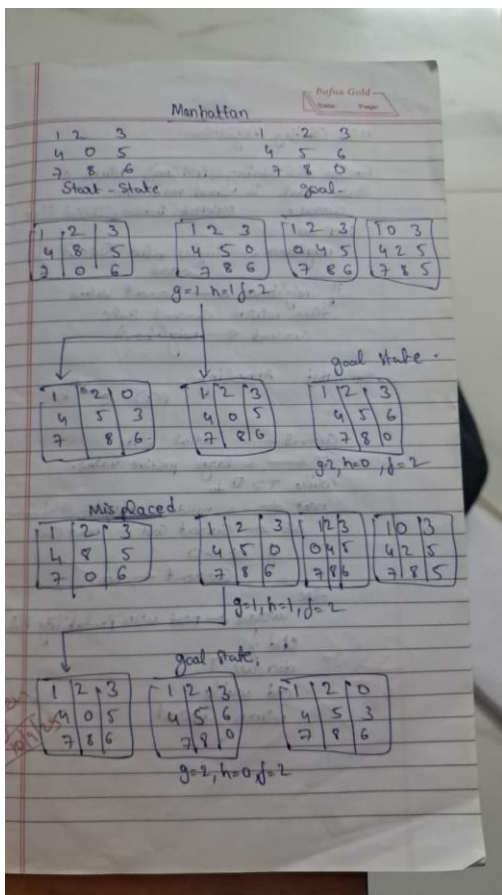 Bafna Gold
Date: Page:
Manhattan
1 2 3 1 2 3
4 0 5 4 5 6
7 8 6 7 8 0
Start-State goal-
1 2 3 1 2 3 1 2 3 1 0 3
4 8 5 4 5 0 0 4 5 4 2 5
7 0 6 7 8 6 7 8 6 7 8 5
g=1 h=1 f=2
goal state.
1 2 0 1 2 3 1 2 3
4 5 3 4 0 5 4 5 6
7 8 6 7 8 6 7 8 0
g=2, h=0, f=2
Misplaced
1 2 3 1 2 3 1 2 3 1 0 3
4 8 5 4 5 0 0 4 5 4 2 5
7 0 6 7 8 6 7 8 6 7 8 5
g=1, h=1, f=2
goal state,
1 2 3 1 2 3 1 2 0
4 0 5 4 5 6 4 5 3
7 8 6 7 8 0 7 8 6
g=2, h=0, f=2